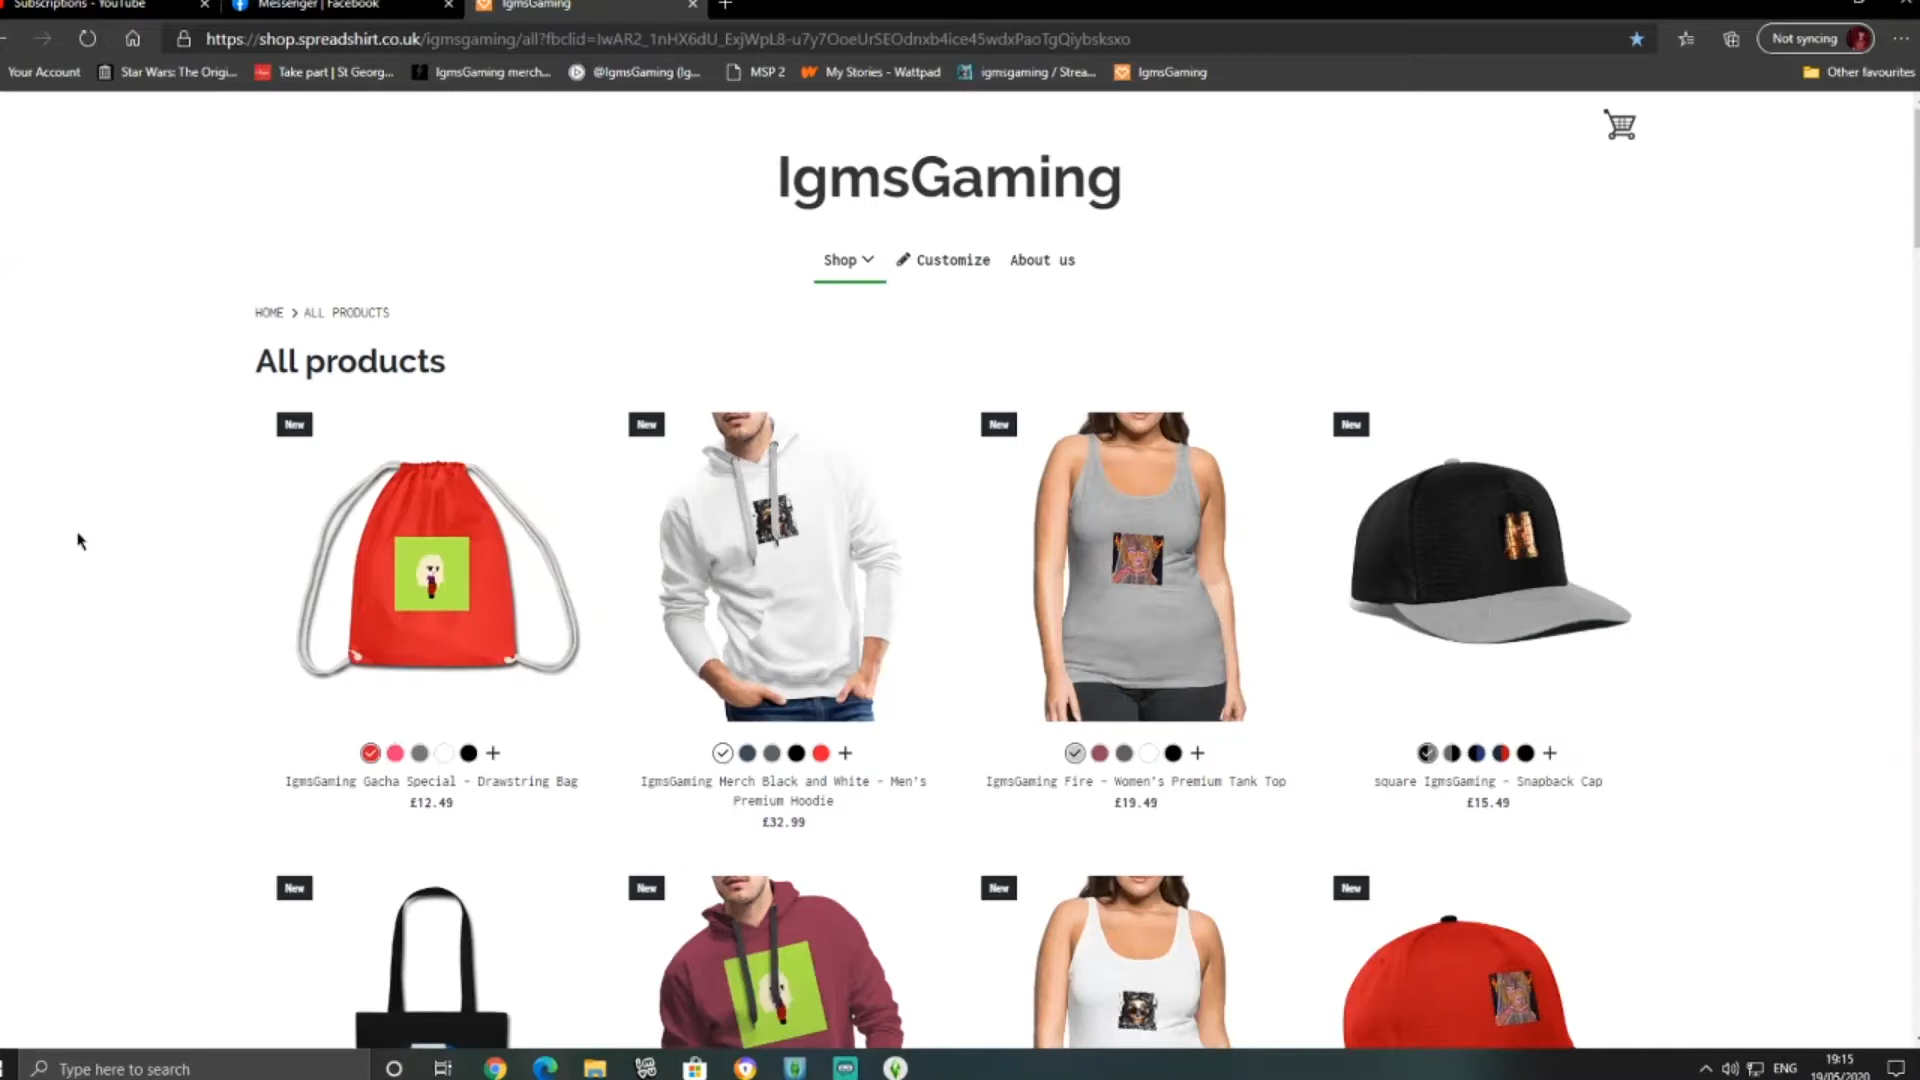 Subscriptions - YouTube
Messenger | Facebook
IgmsGaming
https://shop.spreadshirt.co.uk/igmsgaming/all?fbclid=IwAR2_1nHX6dU_ExjWpL8-u7y7OoeUrSEOdnxb4ice45wdxPaoTgQiybsksxo
Not syncing
Your Account
Star Wars: The Origi...
Take part | St Georg...
IgmsGaming merch...
@IgmsGaming (Ig...
MSP 2
My Stories - Wattpad
igmsgaming / Strea...
IgmsGaming
Other favourites
IgmsGaming
Shop
Customize
About us
HOME > ALL PRODUCTS
All products
New
New
New
New
IgmsGaming Gacha Special - Drawstring Bag
£12.49
IgmsGaming Merch Black and White - Men's
Premium Hoodie
£32.99
IgmsGaming Fire - Women's Premium Tank Top
£19.49
square IgmsGaming - Snapback Cap
£15.49
New
New
New
New
Type here to search
ENG
19:15
19/05/2020